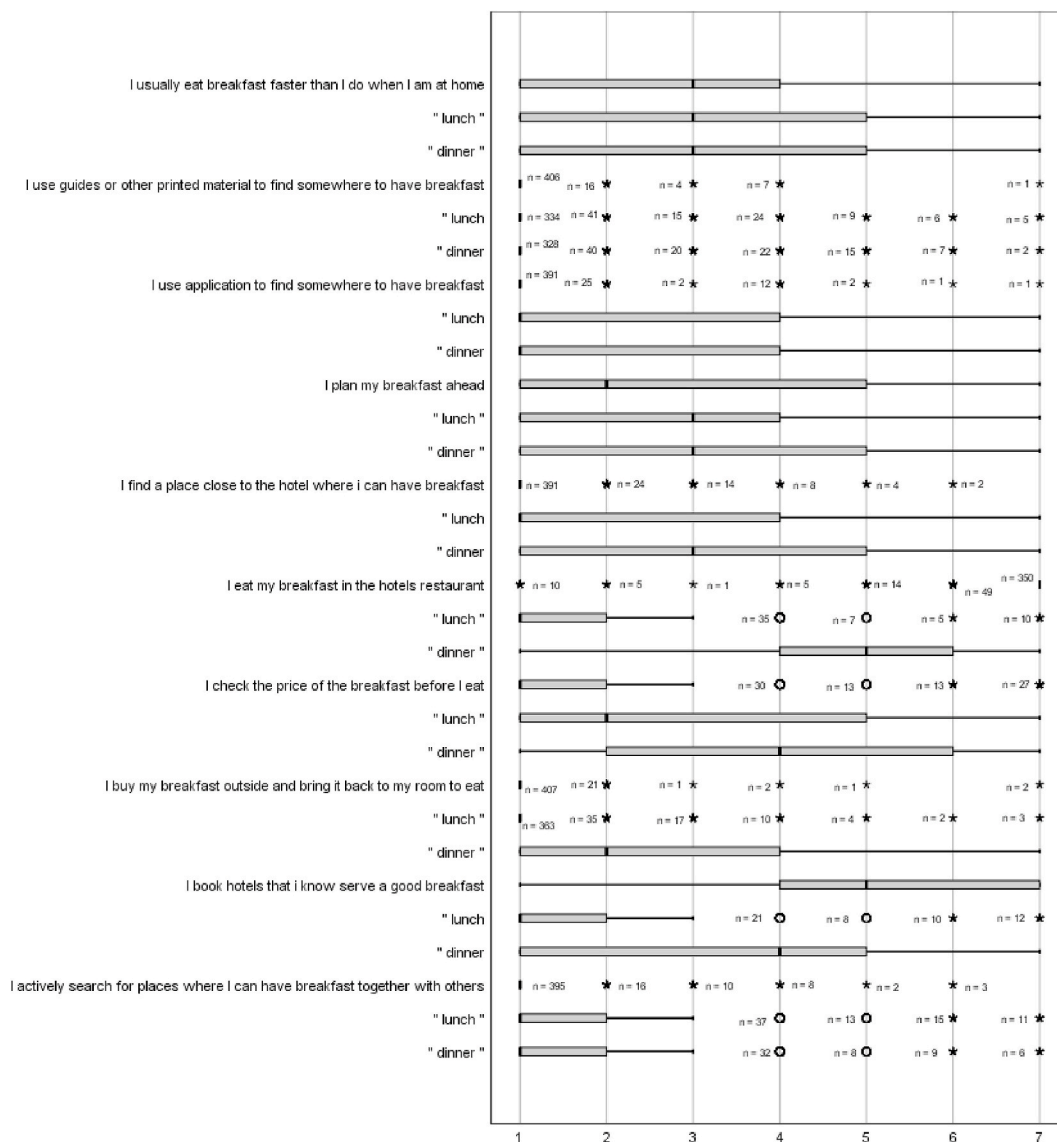 I usually eat breakfast faster than I do when I am at home
" lunch "
" dinner "
I use guides or other printed material to find somewhere to have breakfast n = 406 n = 16 n = 4 n = 7 n = 1
" lunch n = 334 n = 41 n = 15 n = 24 n = 9 n = 6 n = 5
" dinner n = 328 n = 40 n = 20 n = 22 n = 15 n = 7 n = 2
I use application to find somewhere to have breakfast n = 391 n = 25 n = 2 n = 12 n = 2 n = 1 n = 1
" lunch
" dinner
I plan my breakfast ahead
" lunch "
" dinner "
I find a place close to the hotel where i can have breakfast n = 391 n = 24 n = 14 n = 8 n = 4 n = 2
" lunch
" dinner
I eat my breakfast in the hotels restaurant n = 10 n = 5 n = 1 n = 5 n = 14 n = 49 n = 350
" lunch " n = 35 n = 7 n = 5 n = 10
" dinner "
I check the price of the breakfast before I eat n = 30 n = 13 n = 13 n = 27
" lunch "
" dinner "
I buy my breakfast outside and bring it back to my room to eat n = 407 n = 21 n = 1 n = 2 n = 1 n = 2
" lunch " n = 363 n = 35 n = 17 n = 10 n = 4 n = 2 n = 3
" dinner "
I book hotels that i know serve a good breakfast
" lunch n = 21 n = 8 n = 10 n = 12
" dinner
I actively search for places where I can have breakfast together with others n = 395 n = 16 n = 10 n = 8 n = 2 n = 3
" lunch " n = 37 n = 13 n = 15 n = 11
" dinner " n = 32 n = 8 n = 9 n = 6
1 2 3 4 5 6 7